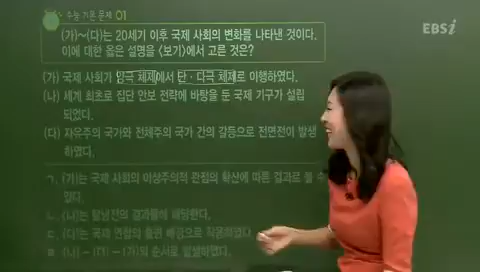 수능 기본 문제 01
EBSi
(가)~(다)는 20세기 이후 국제 사회의 변화를 나타낸 것이다.
이에 대한 옳은 설명을 <보기>에서 고른 것은?
(가) 국제 사회가 양극 체제에서 단·다극 체제로 이행하였다.
(나) 세계 최초로 집단 안보 전략에 바탕을 둔 국제 기구가 설립
되었다.
(다) 자유주의 국가와 전체주의 국가 간의 갈등으로 전면전이 발생
하였다.
ㄱ. (가)는 국제 사회의 이상주의적 관점의 확산에 따른 결과로 볼 수
있다.
ㄴ. (나)는 탈냉전의 결과물에 해당한다.
ㄷ. (다)는 국제 연합의 출현 배경으로 작용하였다.
ㄹ. (나) - (다) - (가)의 순서로 발생하였다.